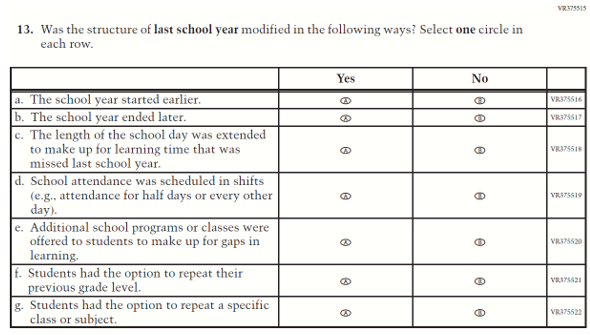 VR375515
13. Was the structure of last school year modified in the following ways? Select one circle in
each row.
Yes No
a. The school year started earlier. A B VR375516
b. The school year ended later. A B VR375517
c. The length of the school day was extended
to make up for learning time that was
missed last school year. A B VR375518
d. School attendance was scheduled in shifts
(e.g., attendance for half days or every other
day). A B VR375519
e. Additional school programs or classes were
offered to students to make up for gaps in
learning. A B VR375520
f. Students had the option to repeat their
previous grade level. A B VR375521
g. Students had the option to repeat a specific
class or subject. A B VR375522